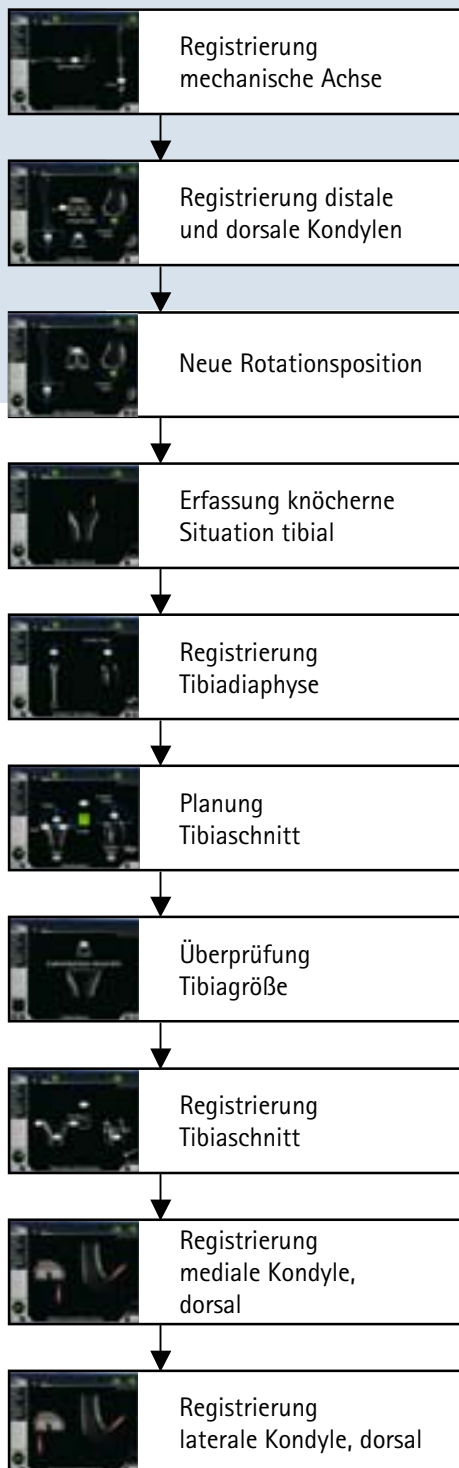 Registrierung
mechanische Achse
Registrierung distale
und dorsale Kondylen
Neue Rotationsposition
Erfassung knöcherne
Situation tibial
Registrierung
Tibiadiaphyse
Planung
Tibiaschnitt
Überprüfung
Tibiagröße
Registrierung
Tibiaschnitt
Registrierung
mediale Kondyle,
dorsal
Registrierung
laterale Kondyle, dorsal